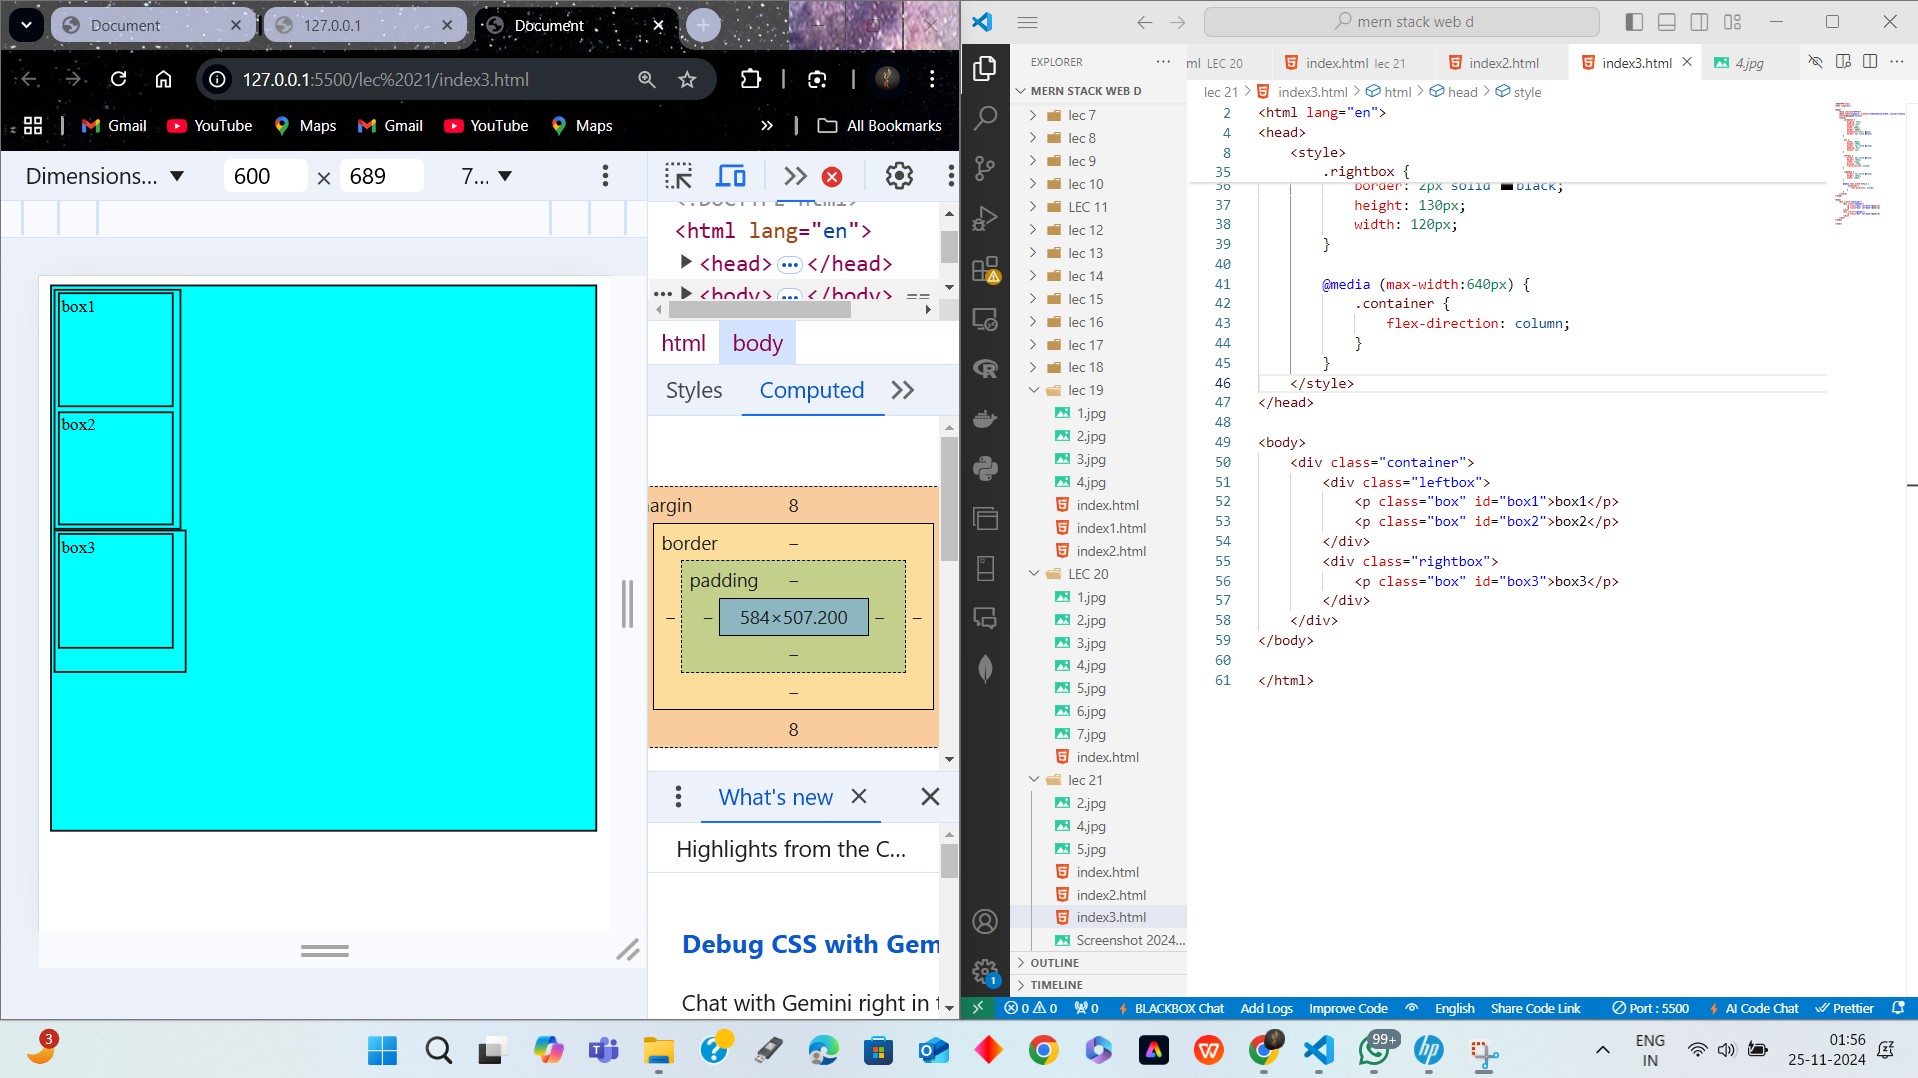 Document
127.0.0.1
Document
127.0.0.1:5500/lec%2021/index3.html
Gmail
YouTube
Maps
Gmail
YouTube
Maps
All Bookmarks
Dimensions...
600
×
689
7...
<html lang="en">
<head> ... </head>
<body> ... </body> ==
html
body
Styles
Computed
argin
8
border
–
padding
–
–
–
584×507.200
–
–
–
–
8
What's new
Highlights from the C...
Debug CSS with Gem
Chat with Gemini right in t
box1
box2
box3
mern stack web d
EXPLORER
MERN STACK WEB D
lec 7
lec 8
lec 9
lec 10
LEC 11
lec 12
lec 13
lec 14
lec 15
lec 16
lec 17
lec 18
lec 19
1.jpg
2.jpg
3.jpg
4.jpg
index.html
index1.html
index2.html
LEC 20
1.jpg
2.jpg
3.jpg
4.jpg
5.jpg
6.jpg
7.jpg
index.html
lec 21
2.jpg
4.jpg
5.jpg
index.html
index2.html
index3.html
Screenshot 2024...
OUTLINE
TIMELINE
ml LEC 20
index.html lec 21
index2.html
index3.html
4.jpg
lec 21 > index3.html > html > head > style
2 <html lang="en">
4 <head>
8 <style>
35 .rightbox {
36 border: 2px solid black;
37 height: 130px;
38 width: 120px;
39 }
40
41 @media (max-width:640px) {
42 .container {
43 flex-direction: column;
44 }
45 }
46 </style>
47 </head>
48
49 <body>
50 <div class="container">
51 <div class="leftbox">
52 <p class="box" id="box1">box1</p>
53 <p class="box" id="box2">box2</p>
54 </div>
55 <div class="rightbox">
56 <p class="box" id="box3">box3</p>
57 </div>
58 </div>
59 </body>
60
61 </html>
1
0 0 0 BLACKBOX Chat Add Logs Improve Code English Share Code Link Port : 5500 AI Code Chat Prettier
3
99+
ENG
IN
01:56
25-11-2024